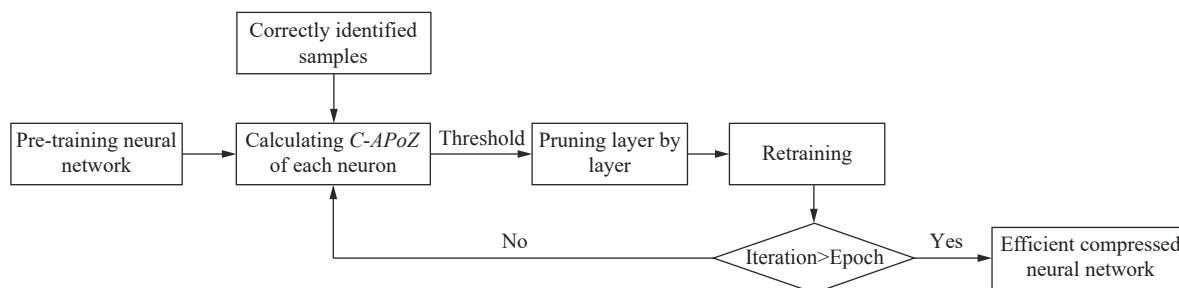 Correctly identified
samples
Pre-training neural
network
Calculating C-APoZ
of each neuron
Threshold
Pruning layer by
layer
Retraining
No
Iteration>Epoch
Yes
Efficient compressed
neural network